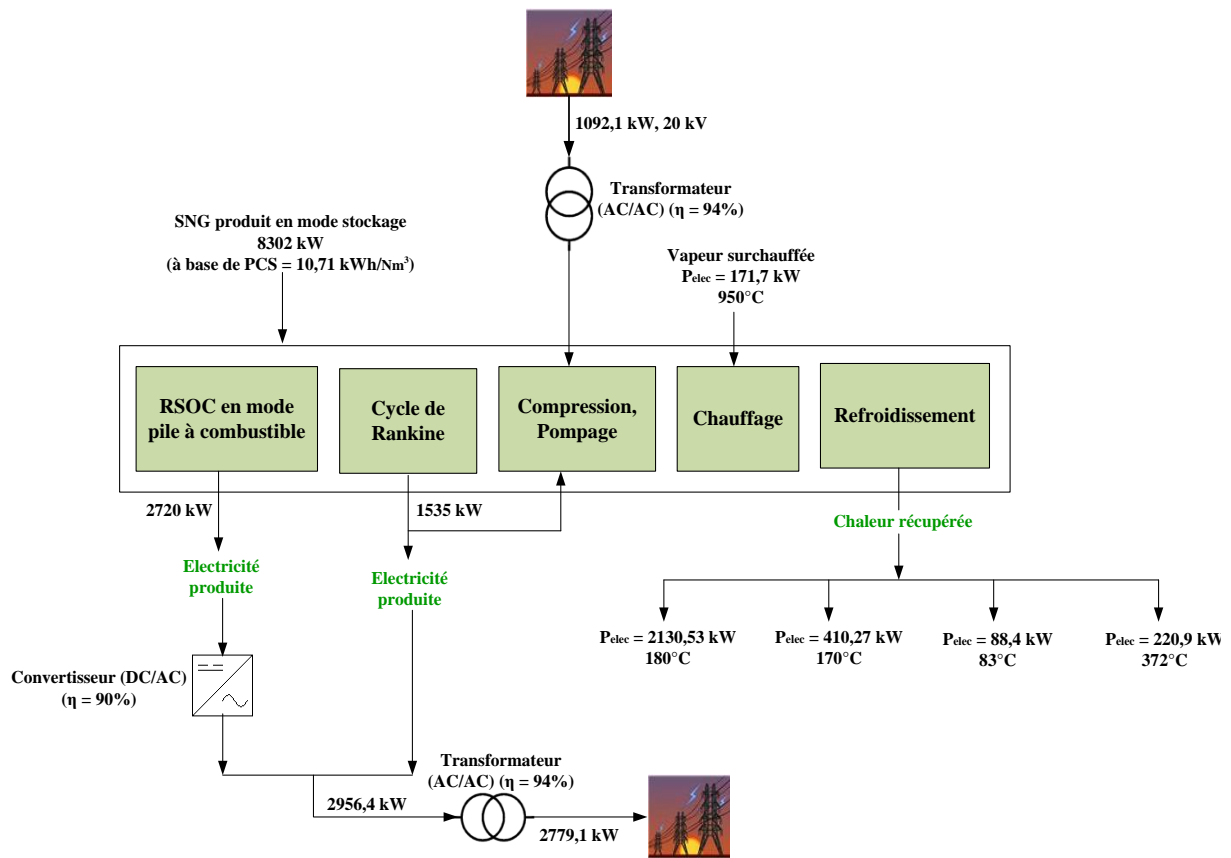 1092,1 kW, 20 kV
Transformateur
(AC/AC) (η = 94%)
SNG produit en mode stockage
8302 kW
(à base de PCS = 10,71 kWh/Nm³)
Vapeur surchauffée
Pelec = 171,7 kW
950°C
RSOC en mode
pile à combustible
Cycle de
Rankine
Compression,
Pompage
Chauffage
Refroidissement
2720 kW
1535 kW
Chaleur récupérée
Electricité
produite
Electricité
produite
Pelec = 2130,53 kW
180°C
Pelec = 410,27 kW
170°C
Pelec = 88,4 kW
83°C
Pelec = 220,9 kW
372°C
Convertisseur (DC/AC)
(η = 90%)
Transformateur
(AC/AC) (η = 94%)
2956,4 kW
2779,1 kW